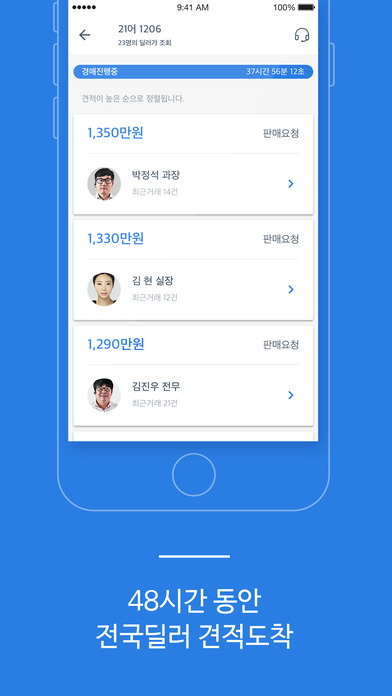 9:41 AM 100%
21어 1206
23명의 딜러가 조회
경매진행중 37시간 56분 12초
견적이 높은 순으로 정렬됩니다.
1,350만원 판매요청
박정석 과장
최근거래 14건
1,330만원 판매요청
김 현 실장
최근거래 12건
1,290만원 판매요청
김진우 전무
최근거래 21건
48시간 동안
전국딜러 견적도착